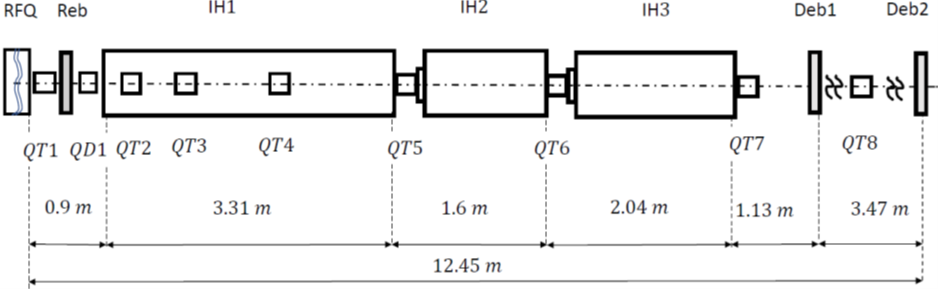 RFQ Reb IH1 IH2 IH3 Deb1 Deb2
QT1 QD1 QT2 QT3 QT4 QT5 QT6 QT7 QT8
0.9 m 3.31 m 1.6 m 2.04 m 1.13 m 3.47 m
12.45 m